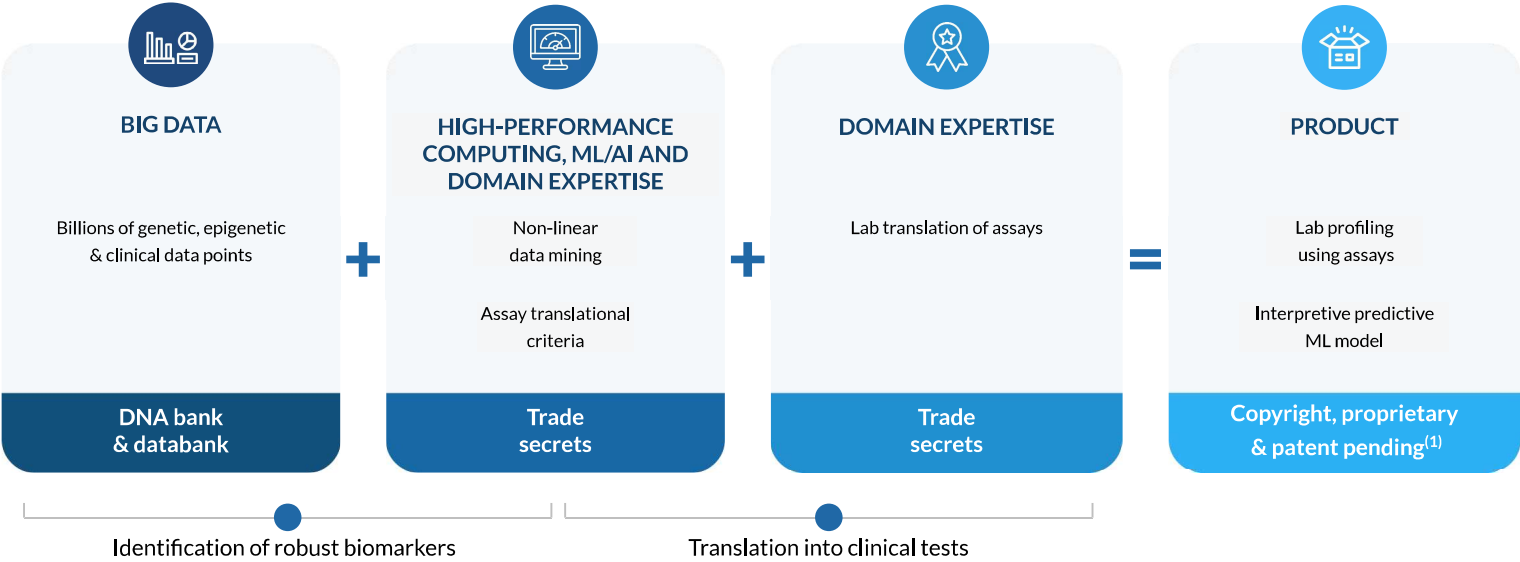 BIG DATA
Billions of genetic, epigenetic
& clinical data points
DNA bank
& databank
+
HIGH-PERFORMANCE
COMPUTING, ML/AI AND
DOMAIN EXPERTISE
Non-linear
data mining
Assay translational
criteria
Trade
secrets
+
DOMAIN EXPERTISE
Lab translation of assays
Trade
secrets
=
PRODUCT
Lab profiling
using assays
Interpretive predictive
ML model
Copyright, proprietary
& patent pending(1)
Identification of robust biomarkers
Translation into clinical tests